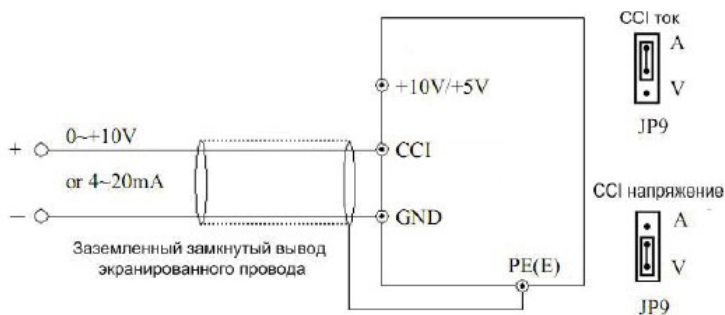 CCI ток
A
V
JP9
+10V/+5V
0~+10V
+
CCI
or 4~20mA
CCI напряжение
−
GND
A
V
JP9
Заземленный замкнутый вывод
экранированного провода
PE(E)